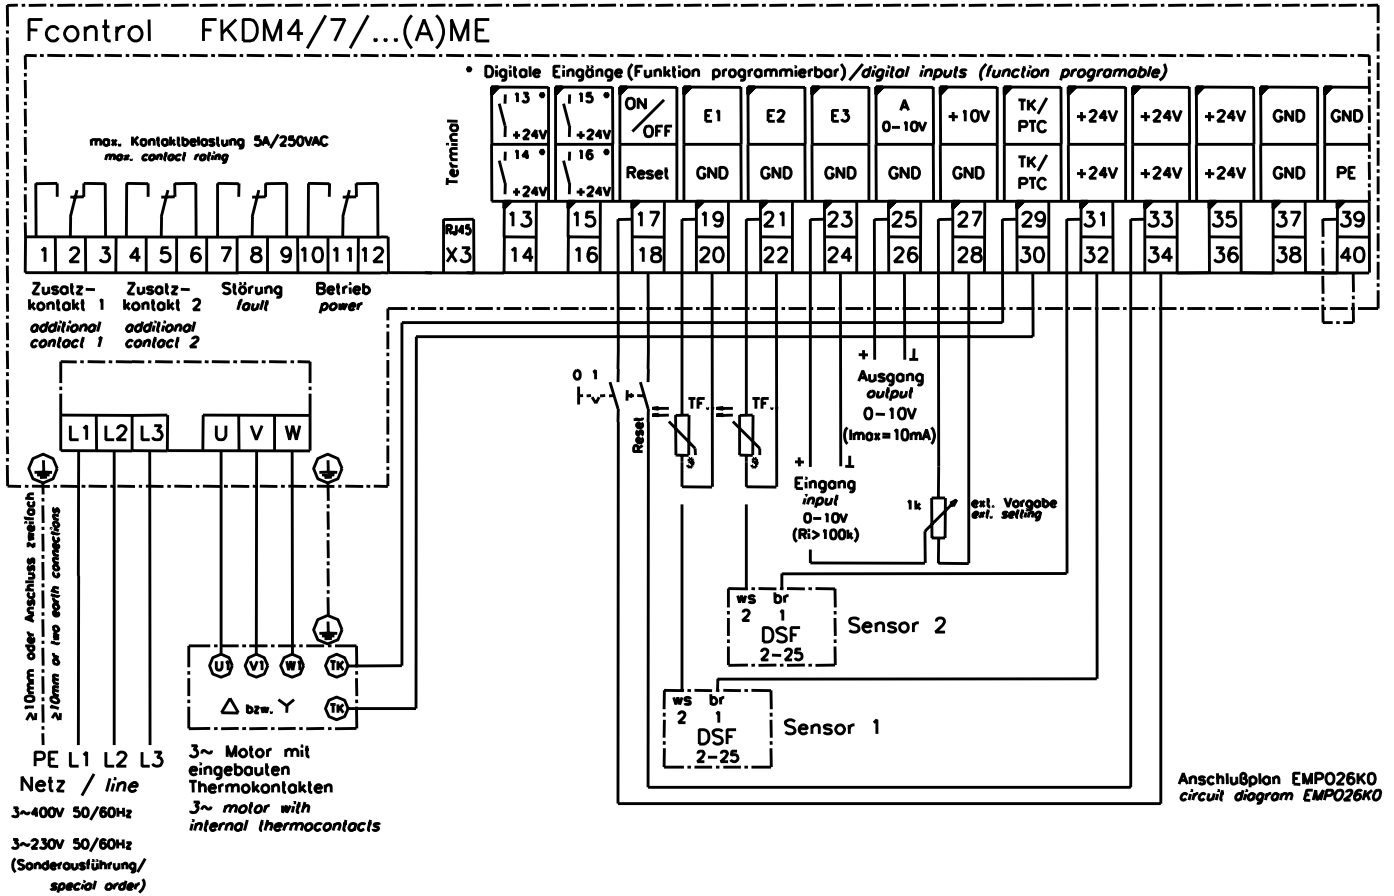 Fcontrol FKDM4/7/...(A)ME
* Digitale Eingänge (Funktion programmierbar)/digital inputs (function programable)
max. Kontaktbelastung 5A/250VAC
max. contact rating
Terminal
13 * 15 * ON/OFF E1 E2 E3 A 0-10V +10V TK/PTC +24V +24V +24V GND GND
+24V +24V
14 * 16 * Reset GND GND GND GND GND TK/PTC +24V +24V +24V GND PE
+24V +24V
RJ45 13 15 17 19 21 23 25 27 29 31 33 35 37 39
1 2 3 4 5 6 7 8 9 10 11 12 X3 14 16 18 20 22 24 26 28 30 32 34 36 38 40
Zusatz- Zusatz- Störung Betrieb
kontakt 1 kontakt 2 fault power
additional additional
contact 1 contact 2
L1 L2 L3 U V W
0 1
Reset
TF
TF
+ ⊥
Ausgang
output
0-10V
(Imax=10mA)
+ ⊥
Eingang
input
0-10V
(Ri>100k)
1k
ext. Vorgabe
ext. setting
ws br
2 1
DSF
2-25
Sensor 2
ws br
2 1
DSF
2-25
Sensor 1
≥10mm oder Anschluss zweifach
≥10mm or two earth connections
U1 V1 W1 TK
△ bzw. Y TK
PE L1 L2 L3
Netz / line
3~400V 50/60Hz
3~230V 50/60Hz
(Sonderausführung/
special order)
3~ Motor mit
eingebauten
Thermokontakten
3~ motor with
internal thermocontacts
Anschlußplan EMPO26K0
circuit diagram EMPO26K0